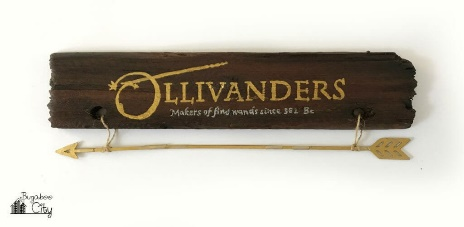 OLLIVANDERS
Makers of fine wands since 382 Bc
Bugaboo
City